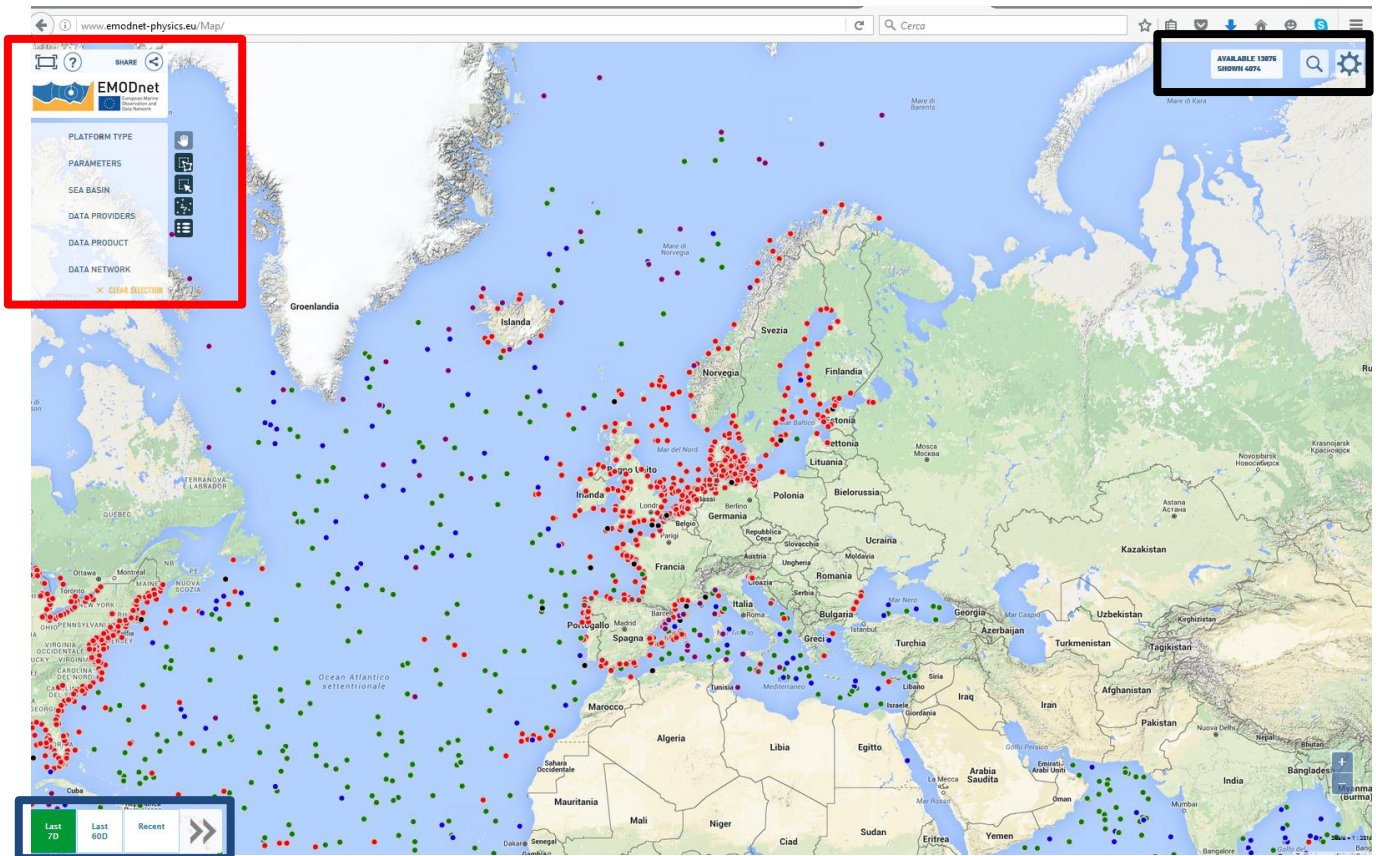 www.emodnet-physics.eu/Map/
Cerca
SHARE
EMODnet
European Marine
Observation and
Data Network
PLATFORM TYPE
PARAMETERS
SEA BASIN
DATA PROVIDERS
DATA PRODUCT
DATA NETWORK
× CLEAR SELECTION
AVAILABLE 13876
SHOWN 4874
Mare di
Barents
Mare di Kara
Mare di
Norvegia
Groenlandia
Islanda
Svezia
Norvegia
Finlandia
Mar Baltico
Estonia
Lituania
Mosca
Москва
Mar del Nord
Irlanda
Polonia
Berlino
Bielorussia
Germania
Belgio
Parigi
Repubblica
Ceca
Slovacchia
Ucraina
Austria
Ungheria
Moldavia
Francia
Romania
Croazia
Serbia
Italia
Roma
Bulgaria
Mar Nero
Istanbul
Georgia
Mar Caspio
Azerbaijan
Portogallo
Madrid
Spagna
Turchia
Krasnojarsk
Красноярск
Novosibirsk
Новосибирск
Astana
Астана
Kazakistan
Uzbekistan
Kirghizistan
Turkmenistan
Tagikistan
Afghanistan
Pakistan
Nuova Delhi
Nepal
Bhutan
Bangladesh
India
Mumbai
Bangalore
TERRANOVA
E LABRADOR
QUEBEC
Ottawa
Montreal
Toronto
MAINE
NB
PE
NUOVA
SCOZIA
NEW YORK
OHIO
PENNSYLVANIA
VIRGINIA
OCCIDENTALE
VIRGINIA
CAROLINA
DEL NORD
Cuba
Oceano Atlantico
settentrionale
Marocco
Tunisia
Mediterraneo
Siria
Libano
Israele
Giordania
Iraq
Iran
Algeria
Libia
Egitto
Golfo Persico
Emirati
Arabi Uniti
La Mecca
Arabia
Saudita
Oman
Mar Rosso
Sahara
Occidentale
Mauritania
Mali
Niger
Ciad
Sudan
Eritrea
Yemen
Dakar
Senegal
Gambia
Last
7D
Last
60D
Recent